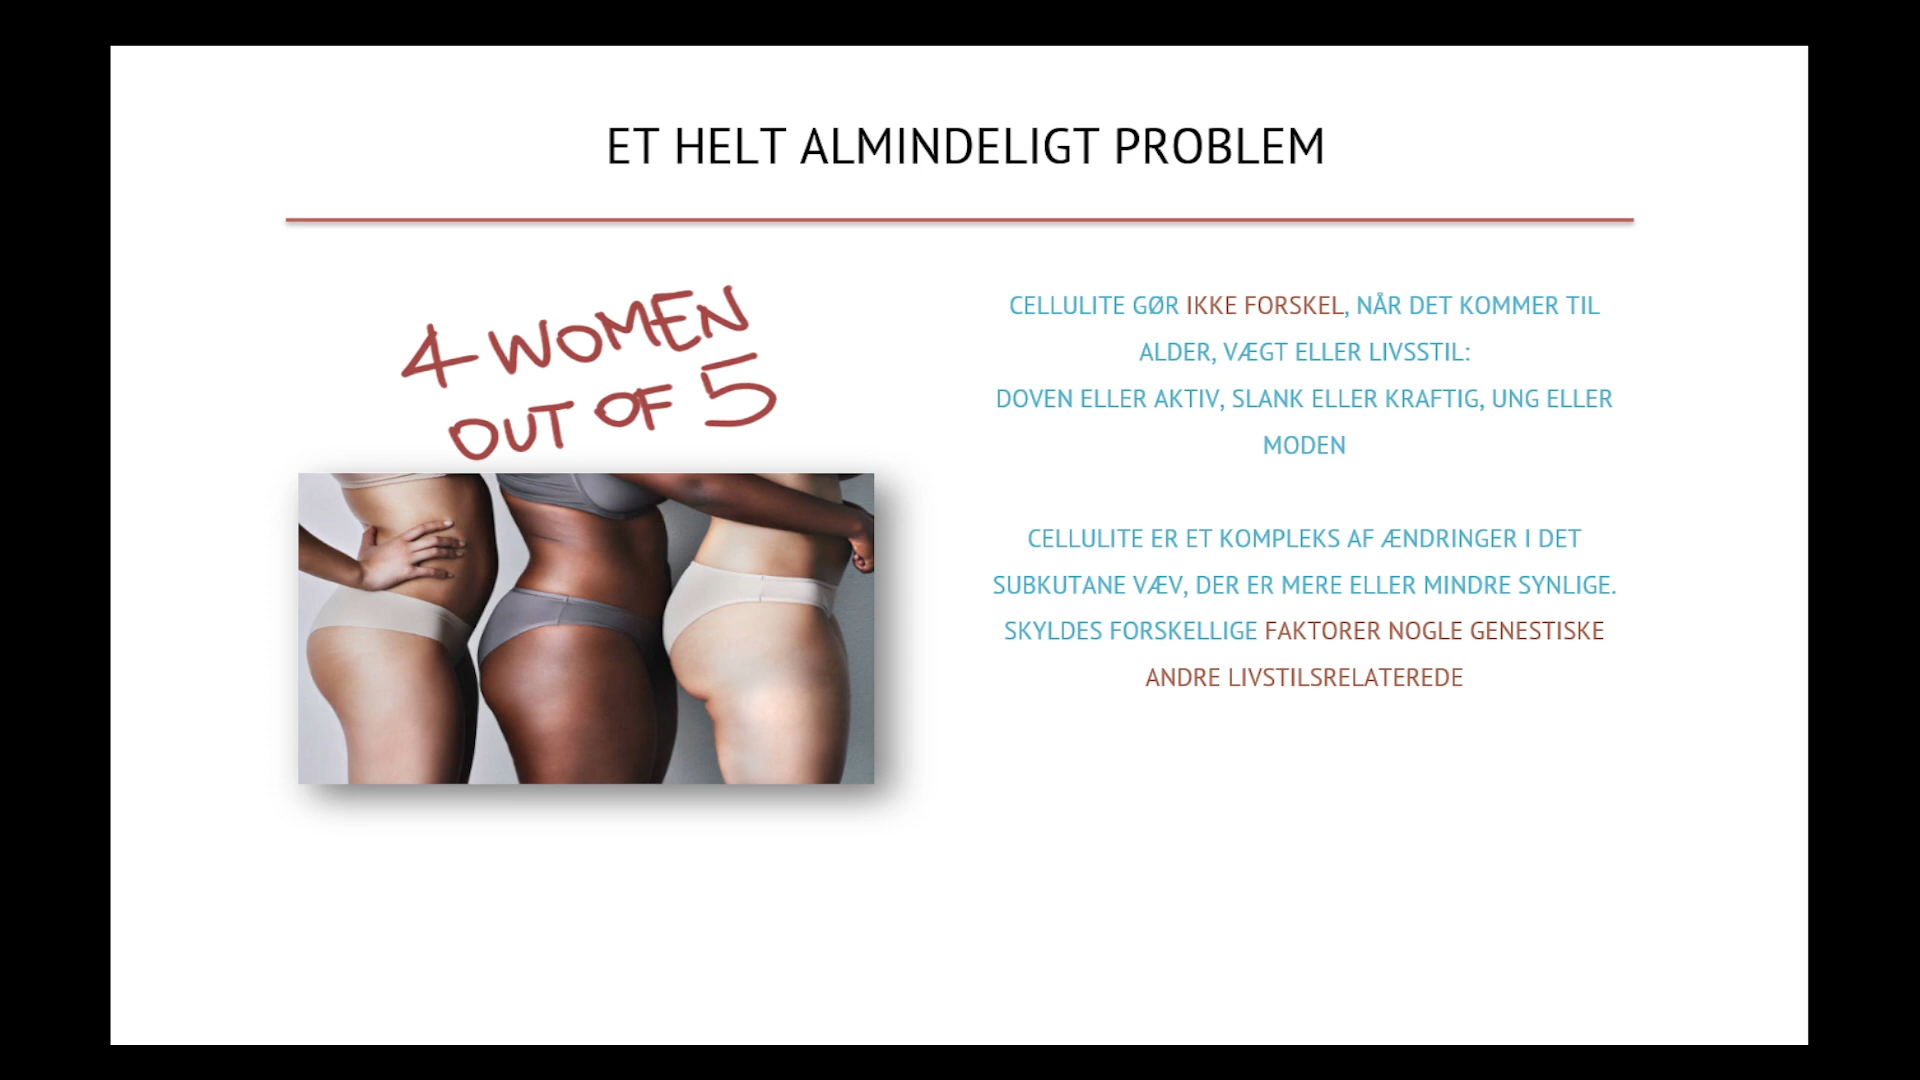 ET HELT ALMINDELIGT PROBLEM
4 WOMEN
OUT OF 5
CELLULITE GØR IKKE FORSKEL, NÅR DET KOMMER TIL
ALDER, VÆGT ELLER LIVSSTIL:
DOVEN ELLER AKTIV, SLANK ELLER KRAFTIG, UNG ELLER
MODEN
CELLULITE ER ET KOMPLEKS AF ÆNDRINGER I DET
SUBKUTANE VÆV, DER ER MERE ELLER MINDRE SYNLIGE.
SKYLDES FORSKELLIGE FAKTORER NOGLE GENESTISKE
ANDRE LIVSTILSRELATEREDE